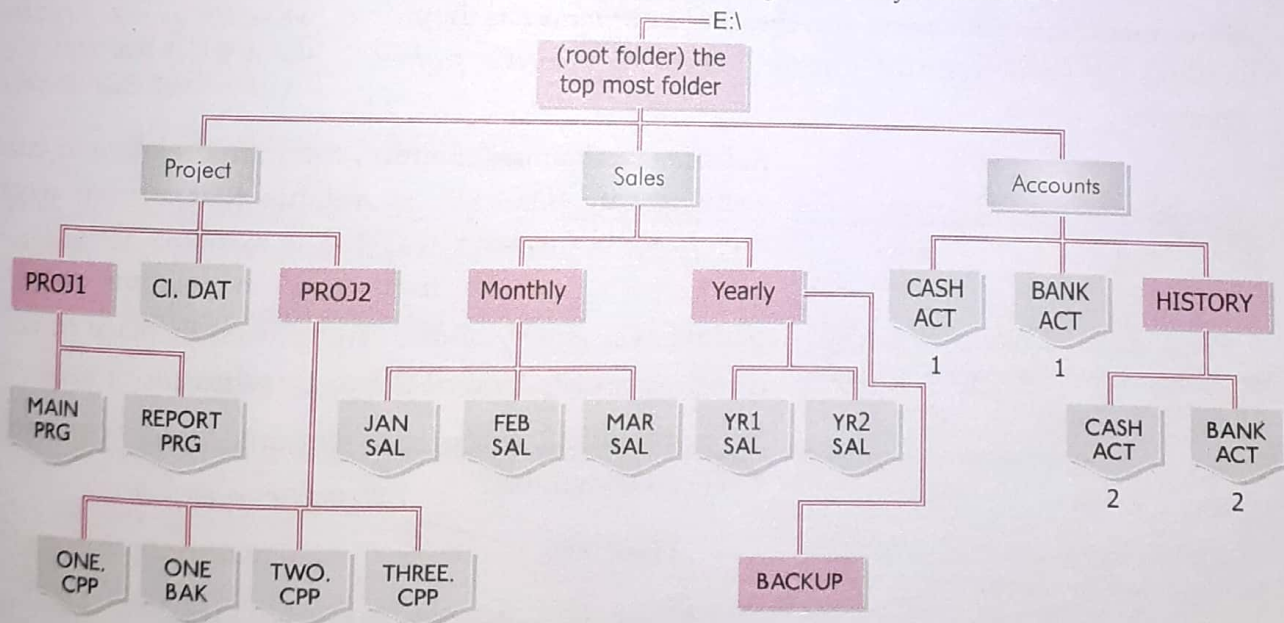 E:\
(root folder) the
top most folder
Project
Sales
Accounts
PROJ1
CI. DAT
PROJ2
Monthly
Yearly
CASH
ACT
1
BANK
ACT
1
HISTORY
MAIN
PRG
REPORT
PRG
JAN
SAL
FEB
SAL
MAR
SAL
YR1
SAL
YR2
SAL
CASH
ACT
2
BANK
ACT
2
ONE.
CPP
ONE
BAK
TWO.
CPP
THREE.
CPP
BACKUP